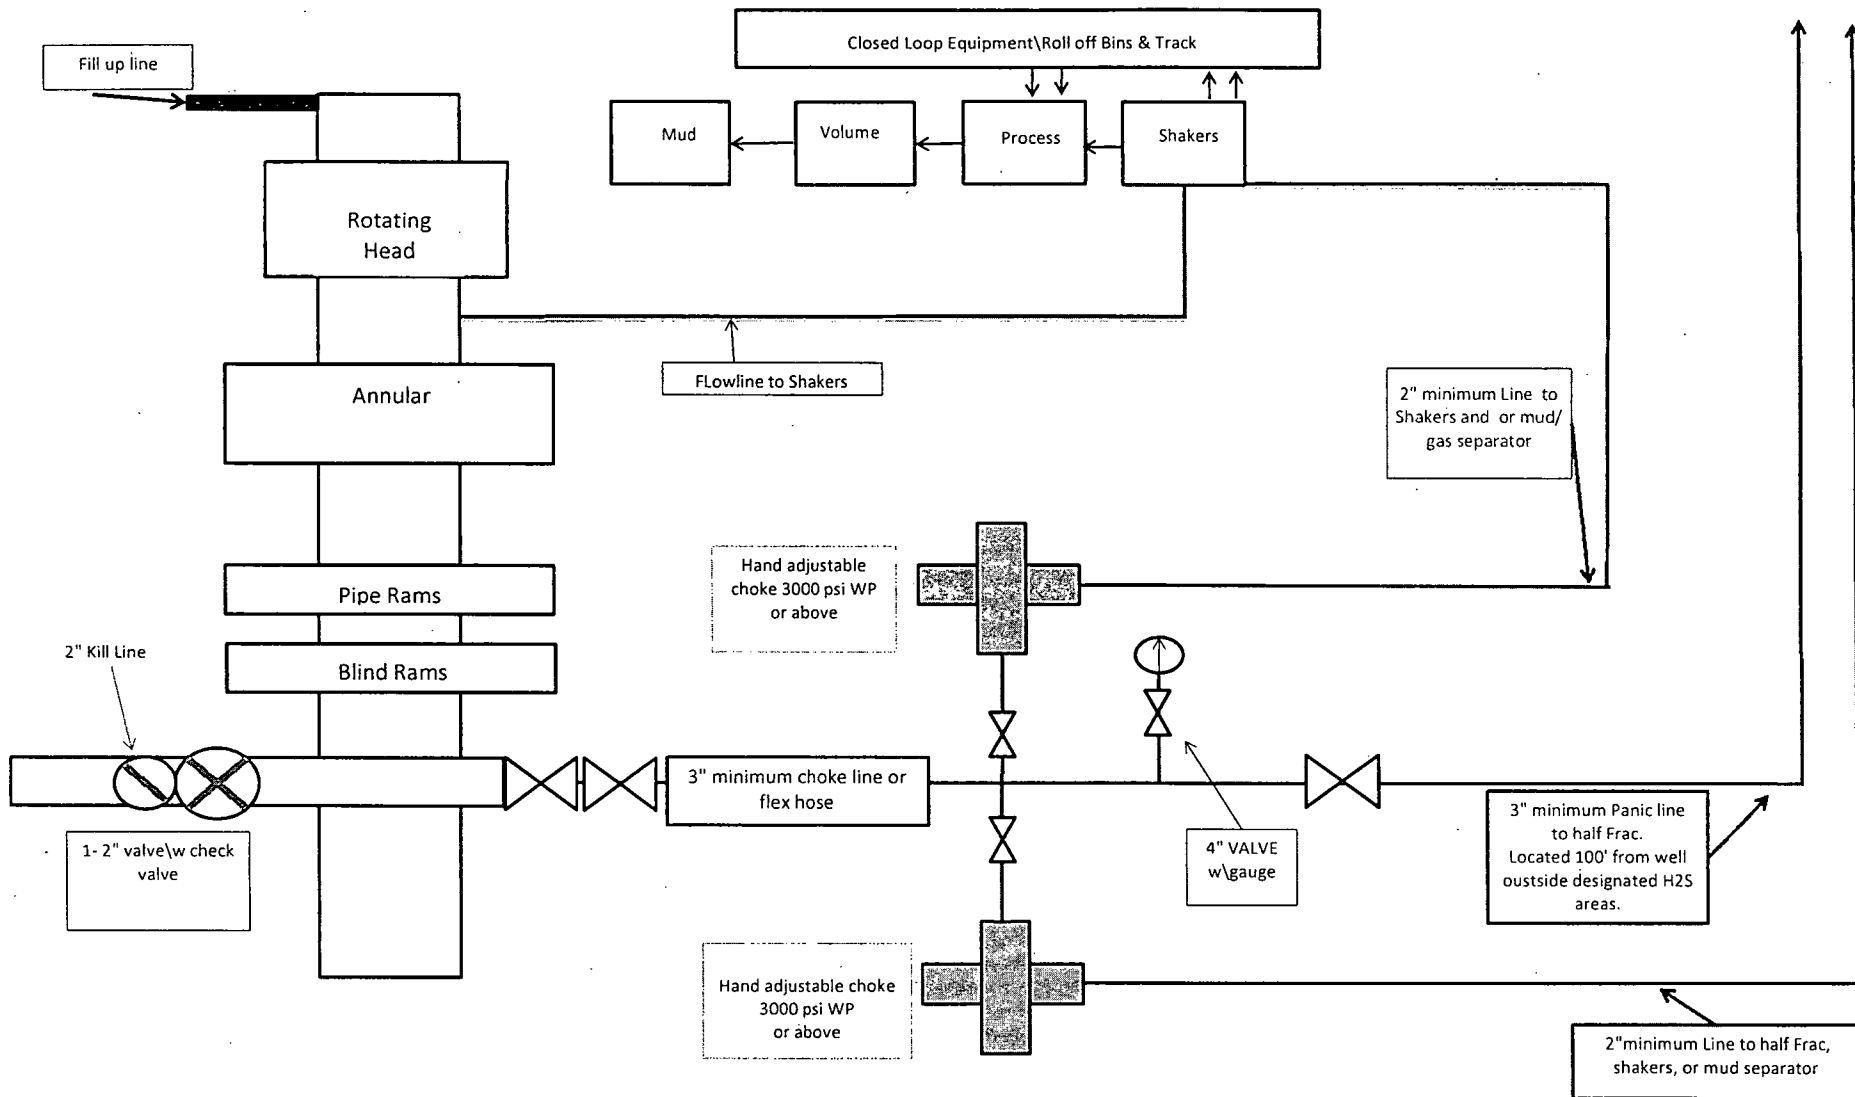 Closed Loop Equipment\Roll off Bins & Track
Fill up line
Mud
Volume
Process
Shakers
Rotating
Head
FLowline to Shakers
Annular
2" minimum Line to
Shakers and or mud/
gas separator
Hand adjustable
choke 3000 psi WP
or above
Pipe Rams
2" Kill Line
Blind Rams
3" minimum choke line or
flex hose
1- 2" valve\w check
valve
4" VALVE
w\gauge
3" minimum Panic line
to half Frac.
Located 100' from well
oustside designated H2S
areas.
Hand adjustable choke
3000 psi WP
or above
2"minimum Line to half Frac,
shakers, or mud separator